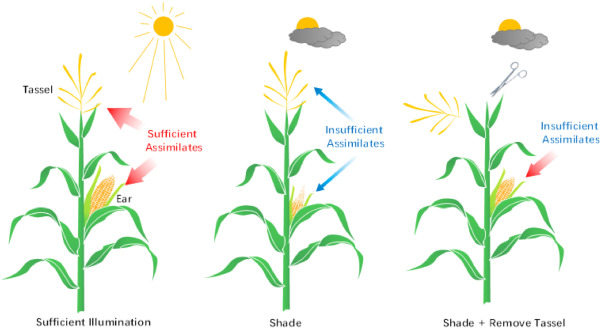 Tassel
Sufficient
Assimilates
Ear
Sufficient Illumination
Insufficient
Assimilates
Shade
Insufficient
Assimilates
Shade + Remove Tassel